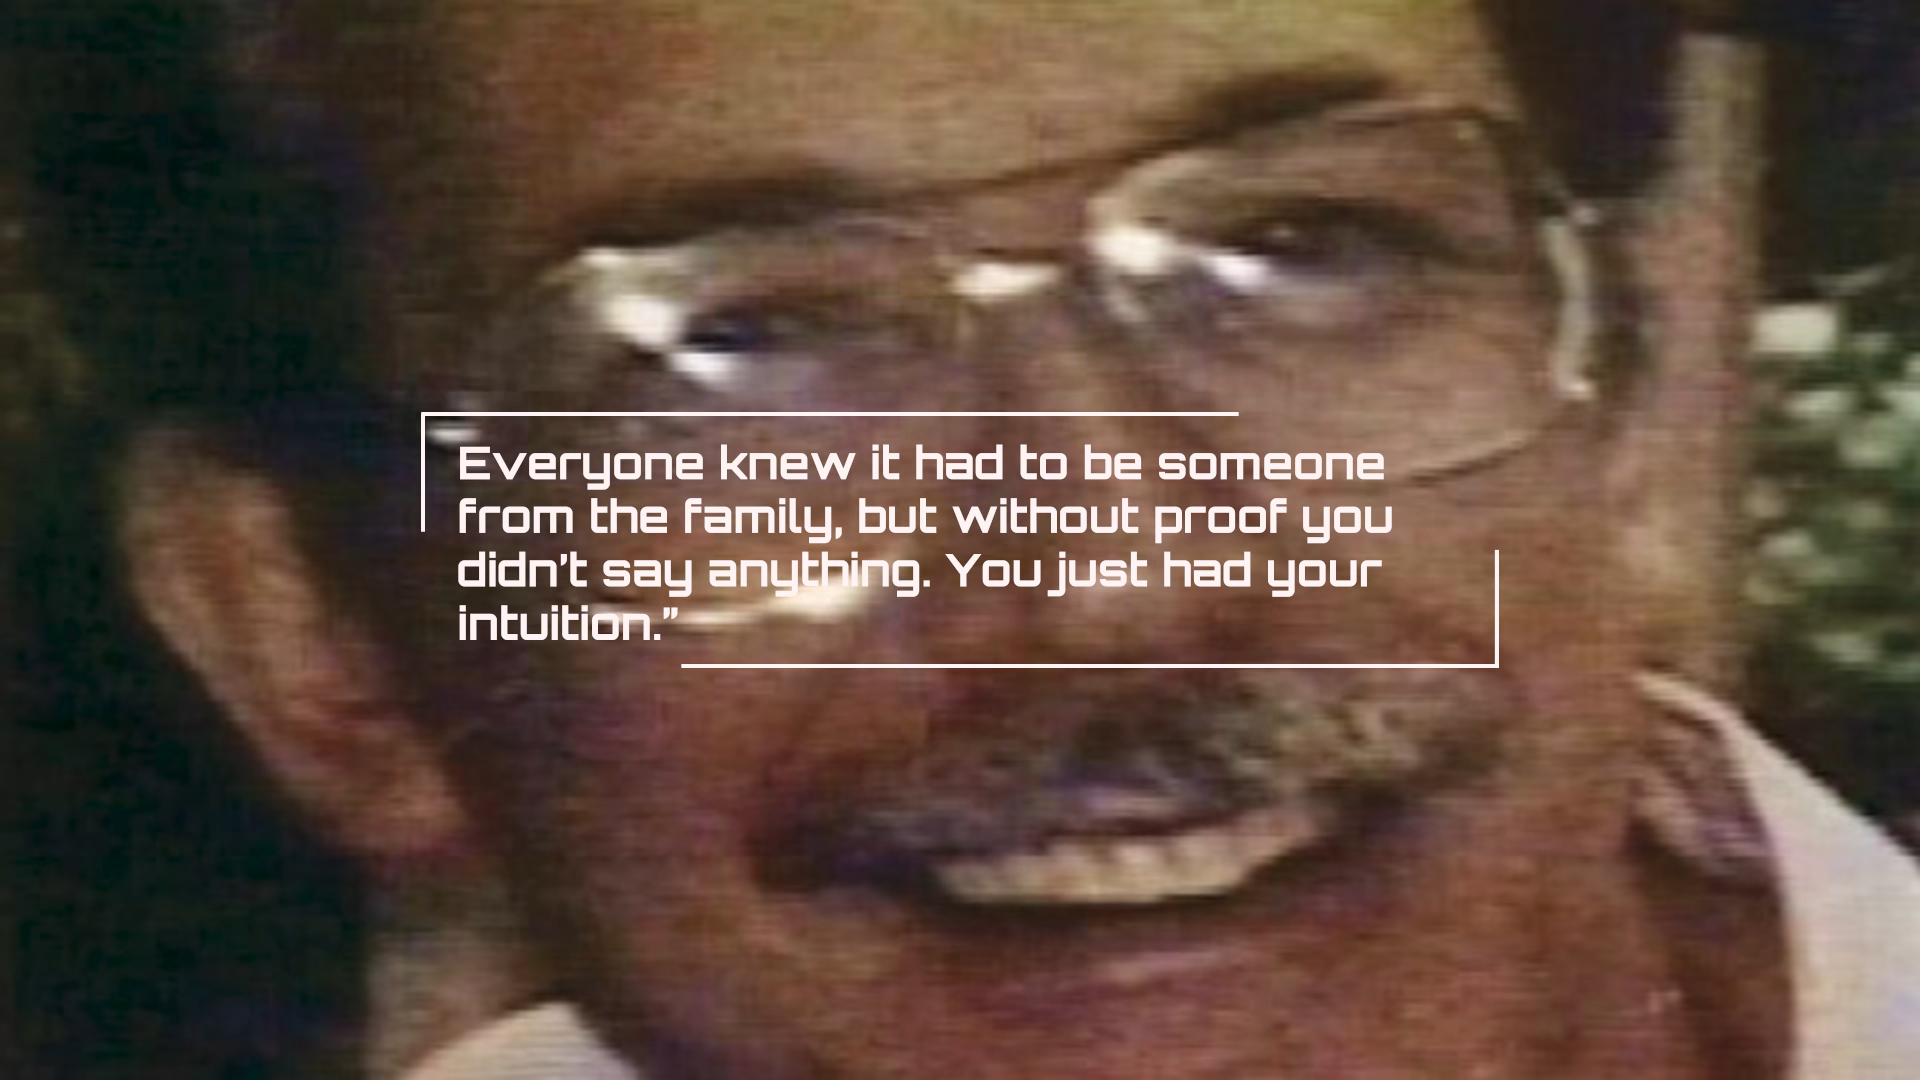 Everyone knew it had to be someone
from the family, but without proof you
didn’t say anything. You just had your
intuition.”